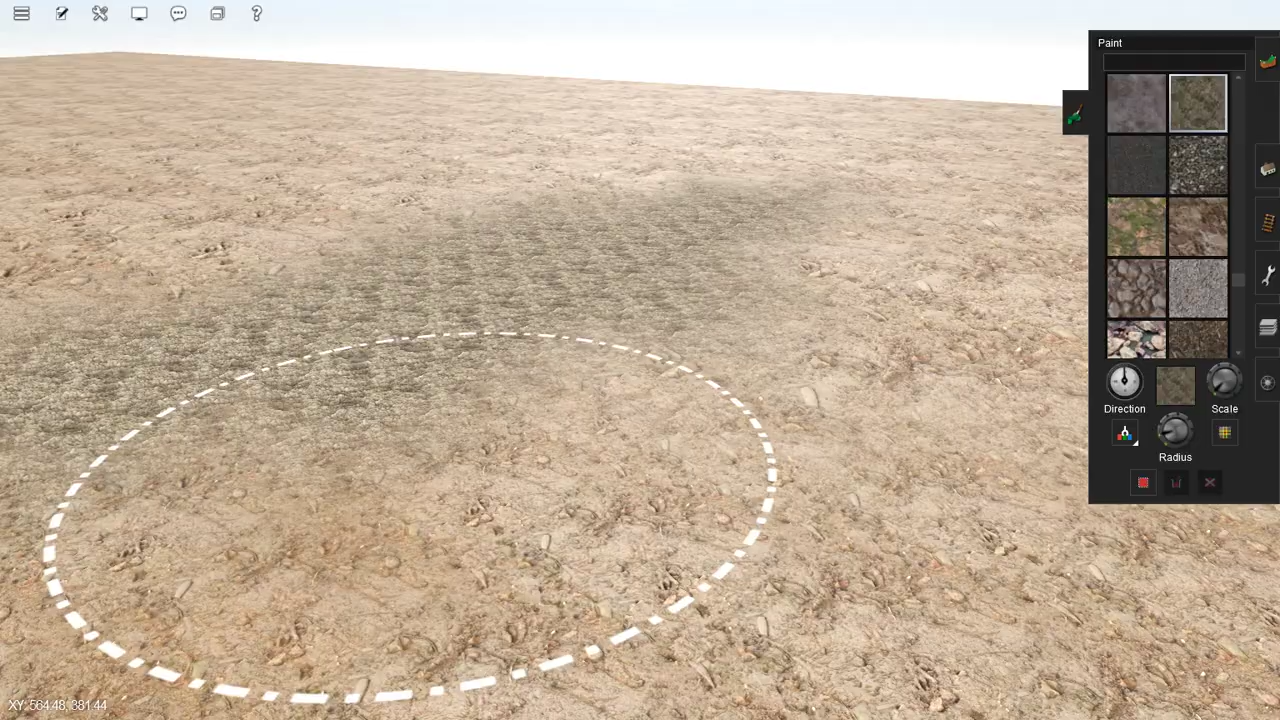 Paint
Direction
Scale
Radius
XY: 564.48, 381.44